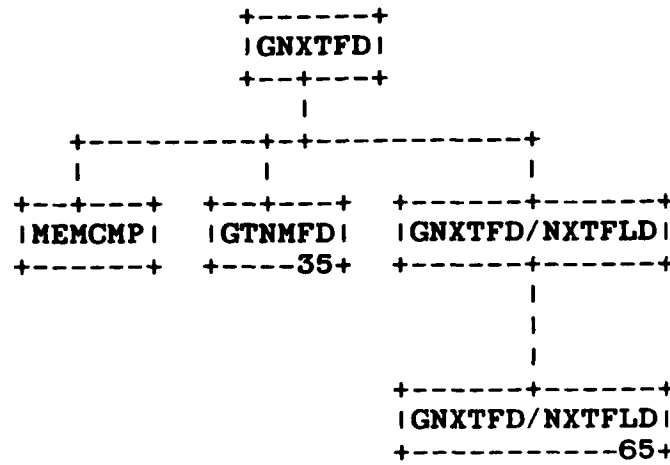 GNXTFD
MEMCMP GTNMFD GNXTFD/NXTFLD
35
GNXTFD/NXTFLD
65